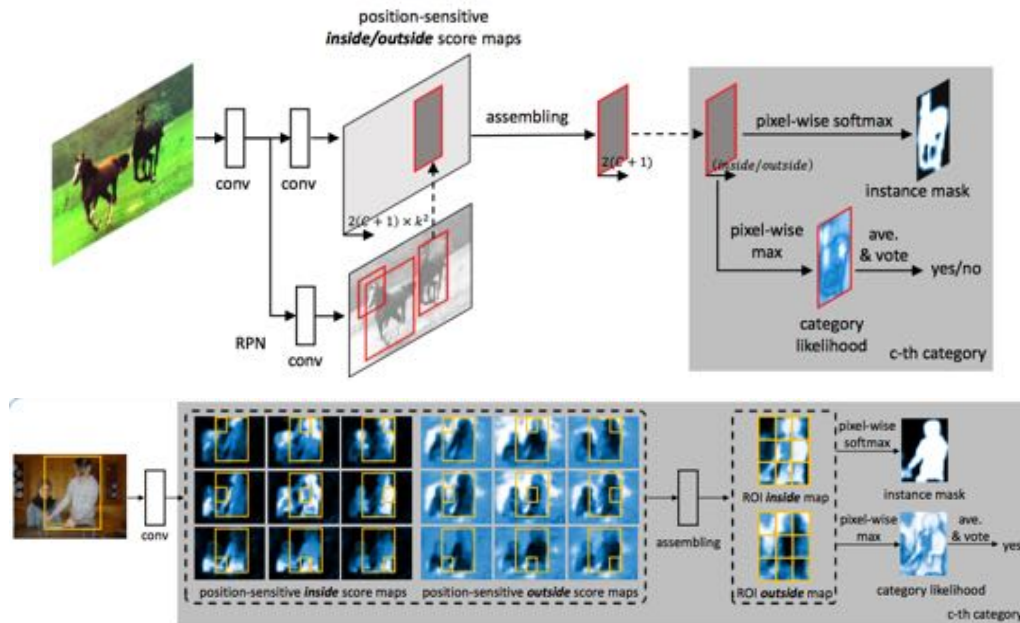 position-sensitive
inside/outside score maps
assembling
2(C + 1)
(inside/outside)
pixel-wise softmax
instance mask
conv
conv
2(C + 1) × k²
pixel-wise
max
ave.
& vote
yes/no
RPN
conv
category
likelihood
c-th category
conv
position-sensitive inside score maps
position-sensitive outside score maps
assembling
ROI inside map
ROI outside map
pixel-wise
softmax
instance mask
pixel-wise
max
ave.
& vote
yes
category likelihood
c-th category